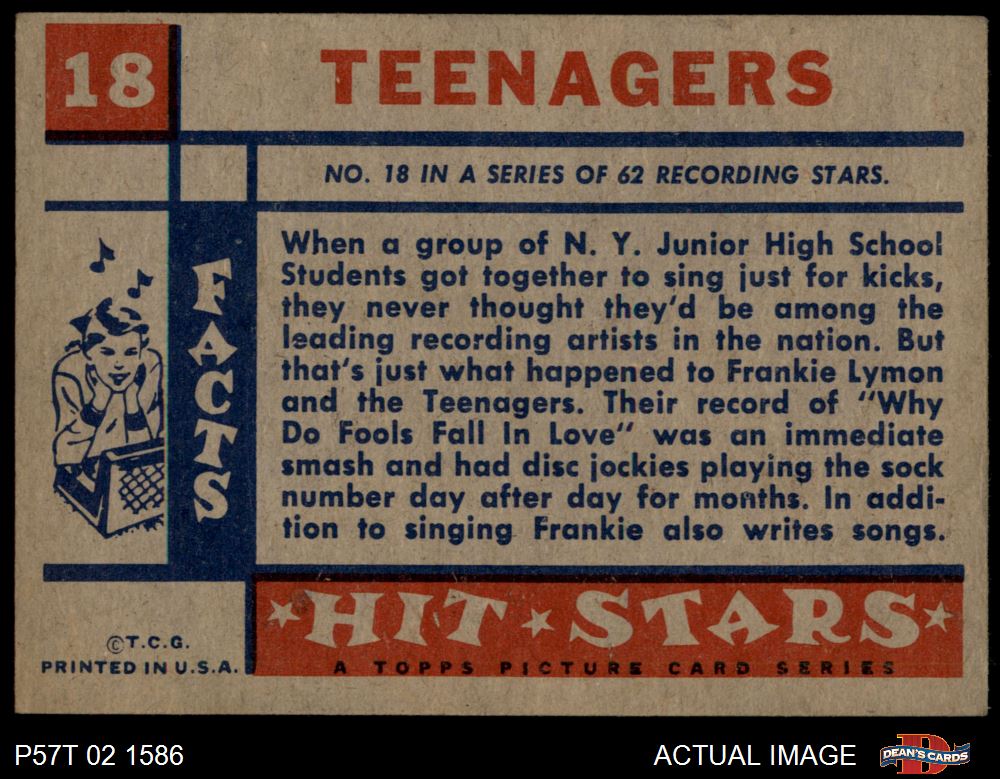 18
TEENAGERS
NO. 18 IN A SERIES OF 62 RECORDING STARS.
FACTS
When a group of N. Y. Junior High School
Students got together to sing just for kicks,
they never thought they'd be among the
leading recording artists in the nation. But
that's just what happened to Frankie Lymon
and the Teenagers. Their record of "Why
Do Fools Fall In Love" was an immediate
smash and had disc jockies playing the sock
number day after day for months. In addi-
tion to singing Frankie also writes songs.
©T.C.G.
PRINTED IN U.S.A.
HIT STARS
A TOPPS PICTURE CARD SERIES
P57T 02 1586
ACTUAL IMAGE
DEAN'S CARDS